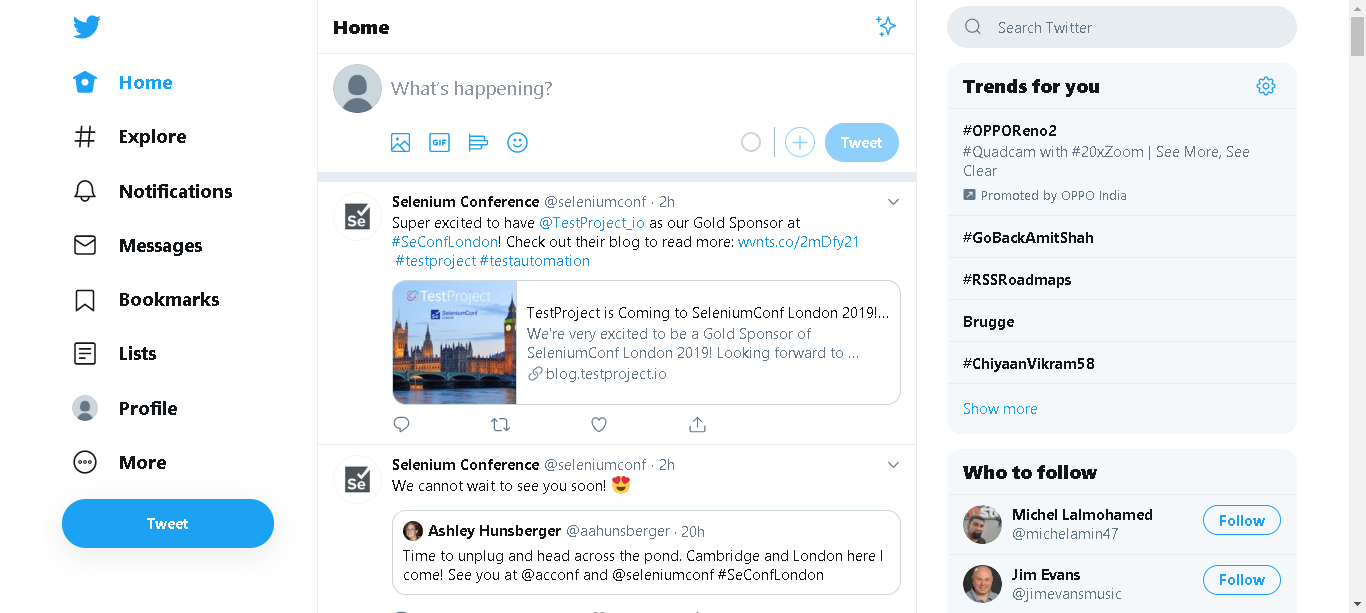 Home
Explore
Notifications
Messages
Bookmarks
Lists
Profile
More
Tweet
Home
What's happening?
GIF
Tweet
Selenium Conference @seleniumconf · 2h
Super excited to have @TestProject_io as our Gold Sponsor at
#SeConfLondon! Check out their blog to read more: wvnts.co/2mDfy21
#testproject #testautomation
Se
TestProject
SeleniumConf
TestProject is Coming to SeleniumConf London 2019!...
We're very excited to be a Gold Sponsor of
SeleniumConf London 2019! Looking forward to ...
blog.testproject.io
Selenium Conference @seleniumconf · 2h
We cannot wait to see you soon! 😍
Se
Ashley Hunsberger @aahunsberger · 20h
Time to unplug and head across the pond. Cambridge and London here I
come! See you at @acconf and @seleniumconf #SeConfLondon
Search Twitter
Trends for you
#OPPOReno2
#Quadcam with #20xZoom | See More, See
Clear
Promoted by OPPO India
#GoBackAmitShah
#RSSRoadmaps
Brugge
#ChiyaanVikram58
Show more
Who to follow
Michel Lalmohamed
@michelamin47
Follow
Jim Evans
@jimevansmusic
Follow